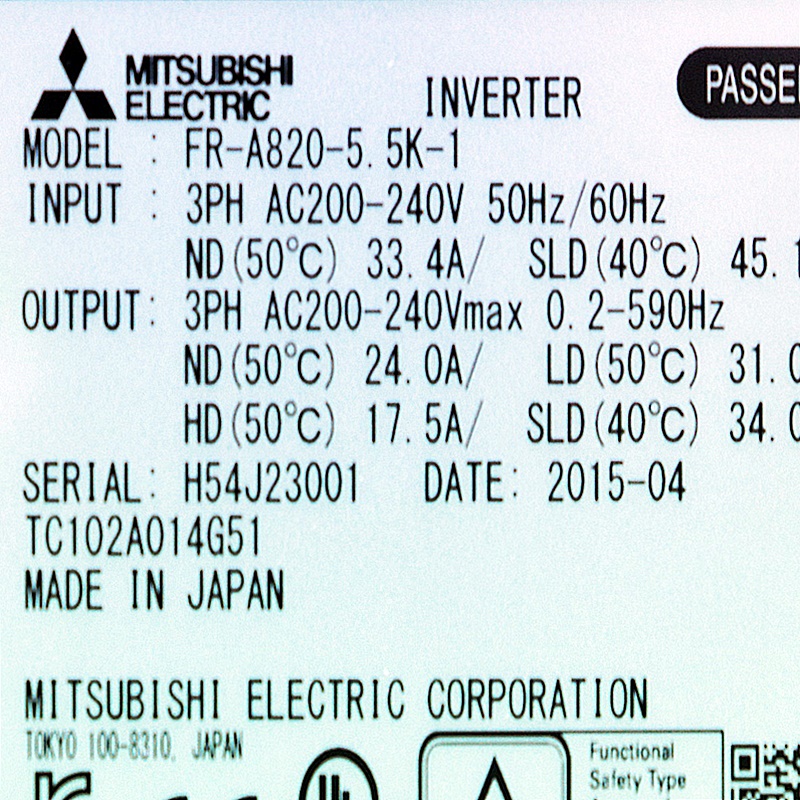 MITSUBISHI
ELECTRIC
INVERTER
PASSE
MODEL : FR-A820-5.5K-1
INPUT : 3PH AC200-240V 50Hz/60Hz
ND(50℃) 33.4A/ SLD(40℃) 45.1
OUTPUT: 3PH AC200-240Vmax 0.2-590Hz
ND(50℃) 24.0A/ LD(50℃) 31.0
HD(50℃) 17.5A/ SLD(40℃) 34.0
SERIAL: H54J23001 DATE: 2015-04
TC102A014G51
MADE IN JAPAN
MITSUBISHI ELECTRIC CORPORATION
TOKYO 100-8310, JAPAN
Functional
Safety Type